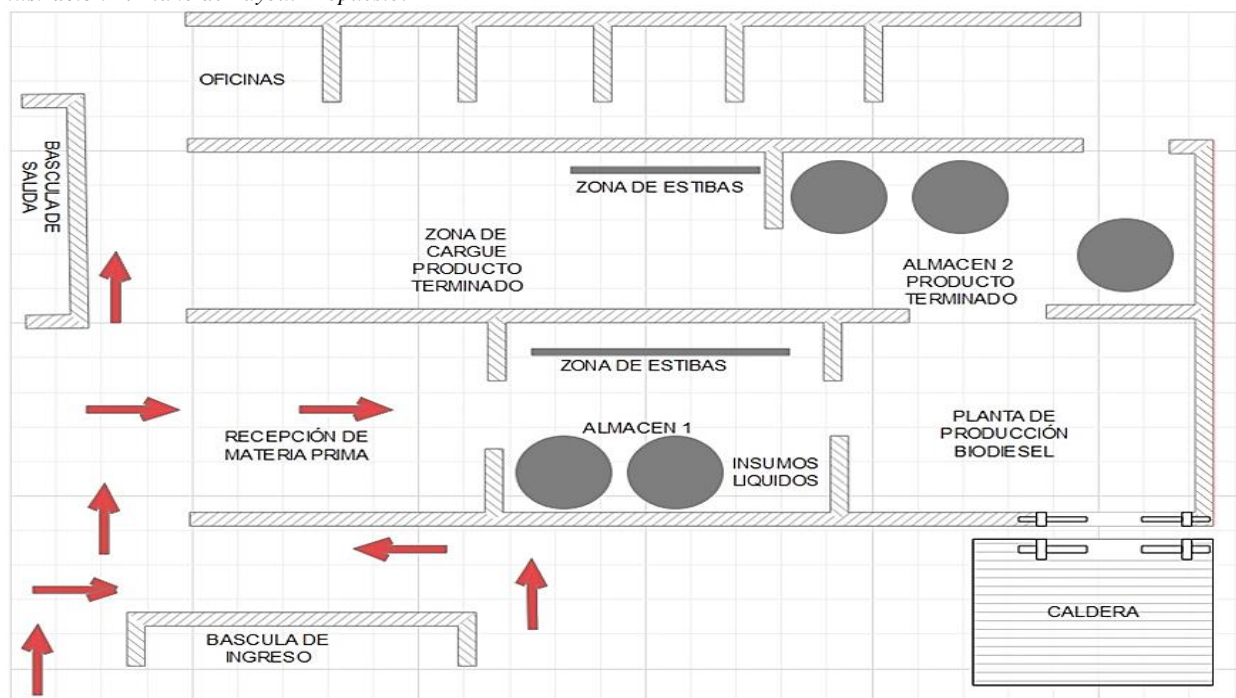 OFICINAS
BASCULA DE
SALIDA
ZONA DE ESTIBAS
ZONA DE
CARGUE
PRODUCTO
TERMINADO
ALMACEN 2
PRODUCTO
TERMINADO
ZONA DE ESTIBAS
RECEPCIÓN DE
MATERIA PRIMA
ALMACEN 1
INSUMOS
LIQUIDOS
PLANTA DE
PRODUCCIÓN
BIODIESEL
BASCULA DE
INGRESO
CALDERA